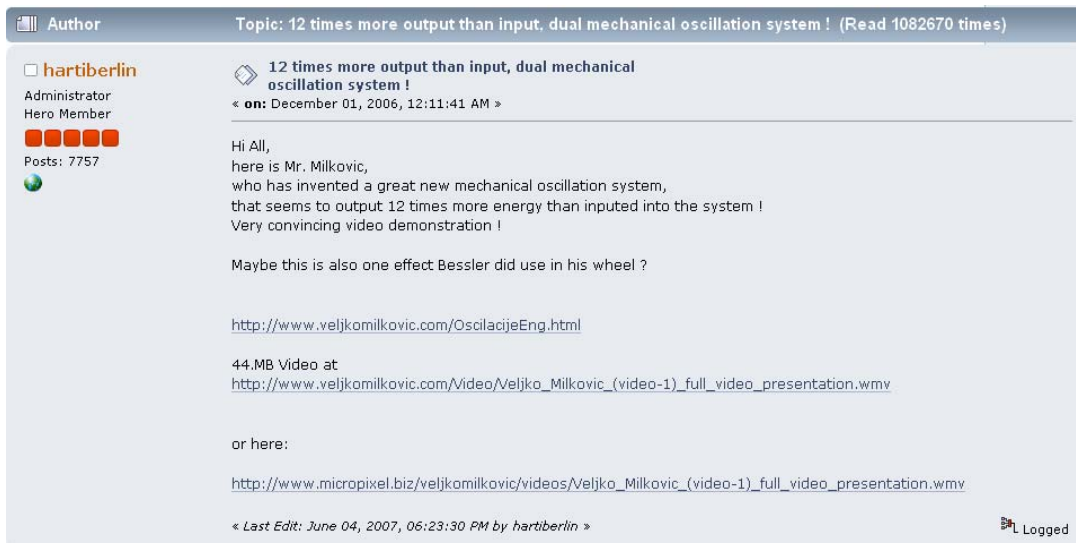 Author Topic: 12 times more output than input, dual mechanical oscillation system ! (Read 1082670 times)
hartiberlin
Administrator
Hero Member
Posts: 7757
12 times more output than input, dual mechanical
oscillation system !
« on: December 01, 2006, 12:11:41 AM »
Hi All,
here is Mr. Milkovic,
who has invented a great new mechanical oscillation system,
that seems to output 12 times more energy than inputed into the system !
Very convincing video demonstration !
Maybe this is also one effect Bessler did use in his wheel ?
http://www.veljkomilkovic.com/OscilacijeEng.html
44.MB Video at
http://www.veljkomilkovic.com/Video/Veljko_Milkovic_(video-1)_full_video_presentation.wmv
or here:
http://www.micropixel.biz/veljkomilkovic/videos/Veljko_Milkovic_(video-1)_full_video_presentation.wmv
« Last Edit: June 04, 2007, 06:23:30 PM by hartiberlin »
Logged